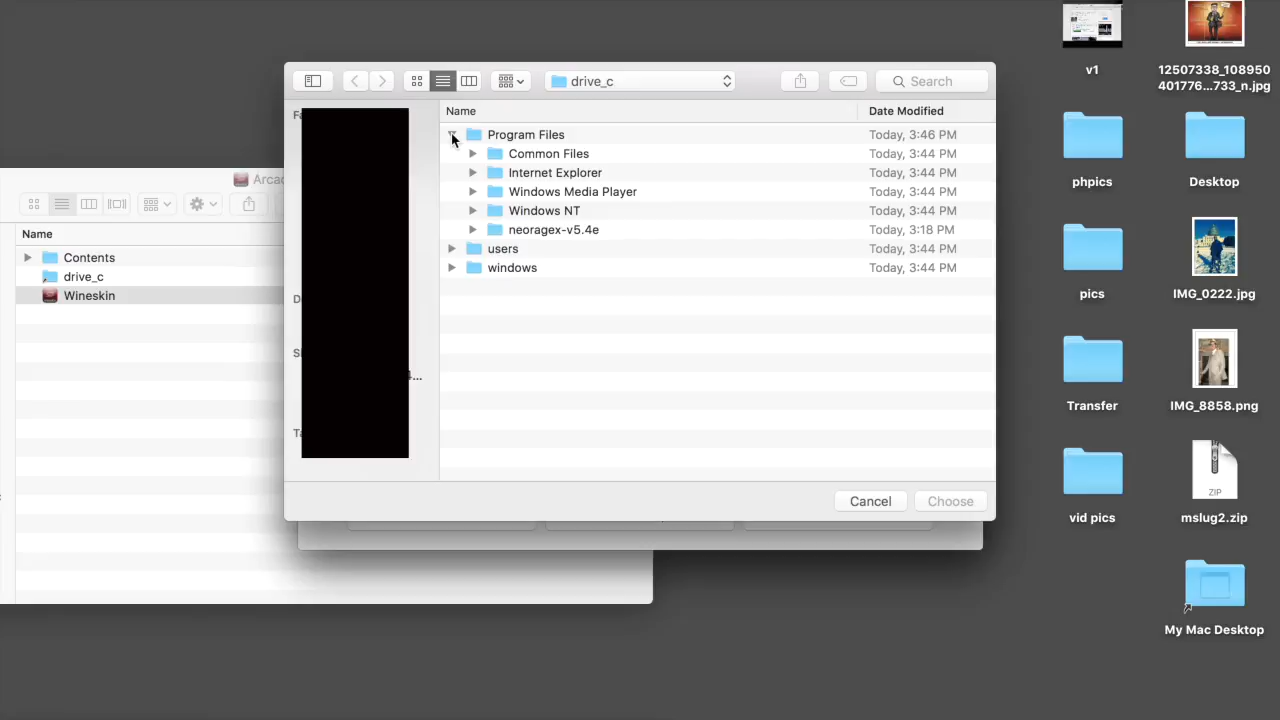 drive_c
Search
Name
Date Modified
Program Files
Today, 3:46 PM
Common Files
Today, 3:44 PM
Internet Explorer
Today, 3:44 PM
Windows Media Player
Today, 3:44 PM
Windows NT
Today, 3:44 PM
neoragex-v5.4e
Today, 3:18 PM
users
Today, 3:44 PM
windows
Today, 3:44 PM
Cancel
Choose
Name
Contents
drive_c
Wineskin
v1
12507338_108950
401776...733_n.jpg
phpics
Desktop
pics
IMG_0222.jpg
Transfer
IMG_8858.png
ZIP
vid pics
mslug2.zip
My Mac Desktop